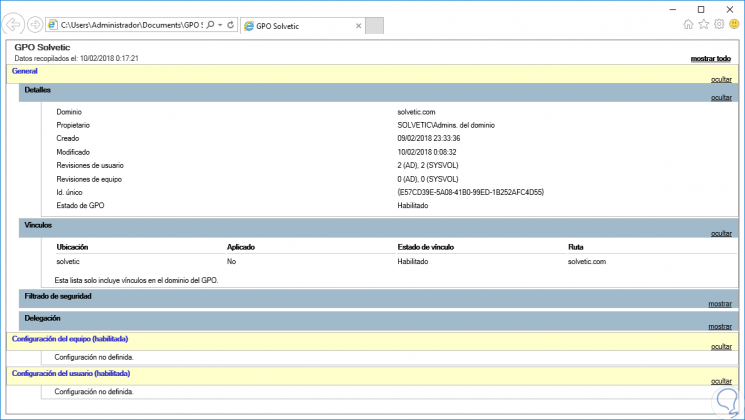 C:\Users\Administrador\Documents\GPO S
GPO Solvetic
GPO Solvetic
Datos recopilados el: 10/02/2018 0:17:21
mostrar todo
General
ocultar
Detalles
ocultar
Dominio solvetic.com
Propietario SOLVETIC\Admins. del dominio
Creado 09/02/2018 23:33:36
Modificado 10/02/2018 0:08:32
Revisiones de usuario 2 (AD), 2 (SYSVOL)
Revisiones de equipo 0 (AD), 0 (SYSVOL)
Id. único {E57CD39E-5A08-41B0-99ED-1B252AFC4D55}
Estado de GPO Habilitado
Vínculos
ocultar
Ubicación Aplicado Estado de vínculo Ruta
solvetic No Habilitado solvetic.com
Esta lista solo incluye vínculos en el dominio del GPO.
Filtrado de seguridad
mostrar
Delegación
mostrar
Configuración del equipo (habilitada)
ocultar
Configuración no definida.
Configuración del usuario (habilitada)
ocultar
Configuración no definida.